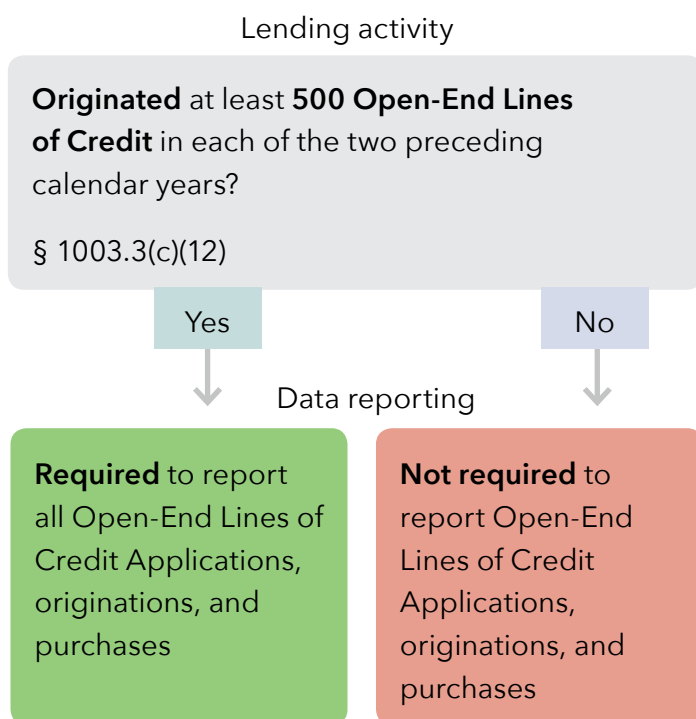 Lending activity
Originated at least 500 Open-End Lines
of Credit in each of the two preceding
calendar years?
§ 1003.3(c)(12)
Yes
No
Data reporting
Required to report
all Open-End Lines of
Credit Applications,
originations, and
purchases
Not required to
report Open-End
Lines of Credit
Applications,
originations, and
purchases